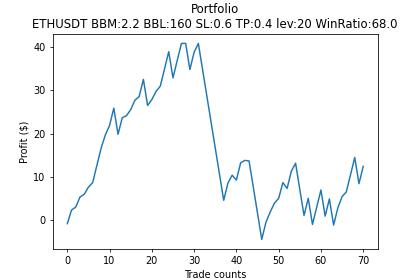 Portfolio
ETHUSDT BBM:2.2 BBL:160 SL:0.6 TP:0.4 lev:20 WinRatio:68.0
40
30
20
10
0
Profit ($)
0 10 20 30 40 50 60 70
Trade counts